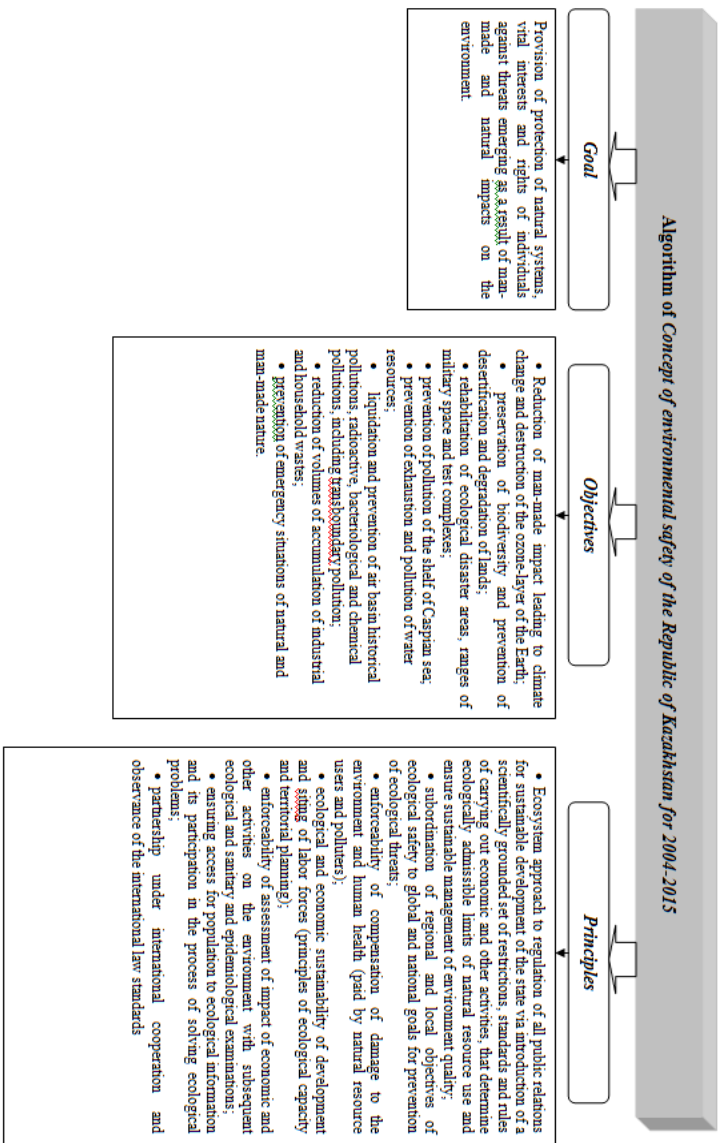 Algorithm of Concept of environmental safety of the Republic of Kazakhstan for 2004-2015
Goal
Provision of protection of natural systems,
vital interests and rights of individuals
against threats emerging as a result of man-
made and natural impacts on the
environment.
Objectives
• Reduction of man-made impact leading to climate
change and destruction of the ozone-layer of the Earth;
• preservation of biodiversity and prevention of
desertification and degradation of lands;
• rehabilitation of ecological disaster areas, ranges of
military space and test complexes;
• prevention of pollution of the shelf of Caspian sea;
• prevention of exhaustion and pollution of water
resources;
• liquidation and prevention of air basin historical
pollutions, radioactive, bacteriological and chemical
pollutions, including transboundary pollution;
• reduction of volumes of accumulation of industrial
and household wastes;
• prevention of emergency situations of natural and
man-made nature.
Principles
• Ecosystem approach to regulation of all public relations
for sustainable development of the state via introduction of a
scientifically grounded set of restrictions, standards and rules
of carrying out economic and other activities, that determine
ecologically admissible limits of natural resource use and
ensure sustainable management of environment quality;
• subordination of regional and local objectives of
ecological safety to global and national goals for prevention
of ecological threats;
• enforceability of compensation of damage to the
environment and human health (paid by natural resource
users and polluters);
• ecological and economic sustainability of development
and siting of labor forces (principles of ecological capacity
and territorial planning);
• enforceability of assessment of impact of economic and
other activities on the environment with subsequent
ecological and sanitary and epidemiological examinations;
• ensuring access for population to ecological information
and its participation in the process of solving ecological
problems;
• partnership under international cooperation and
observance of the international law standards